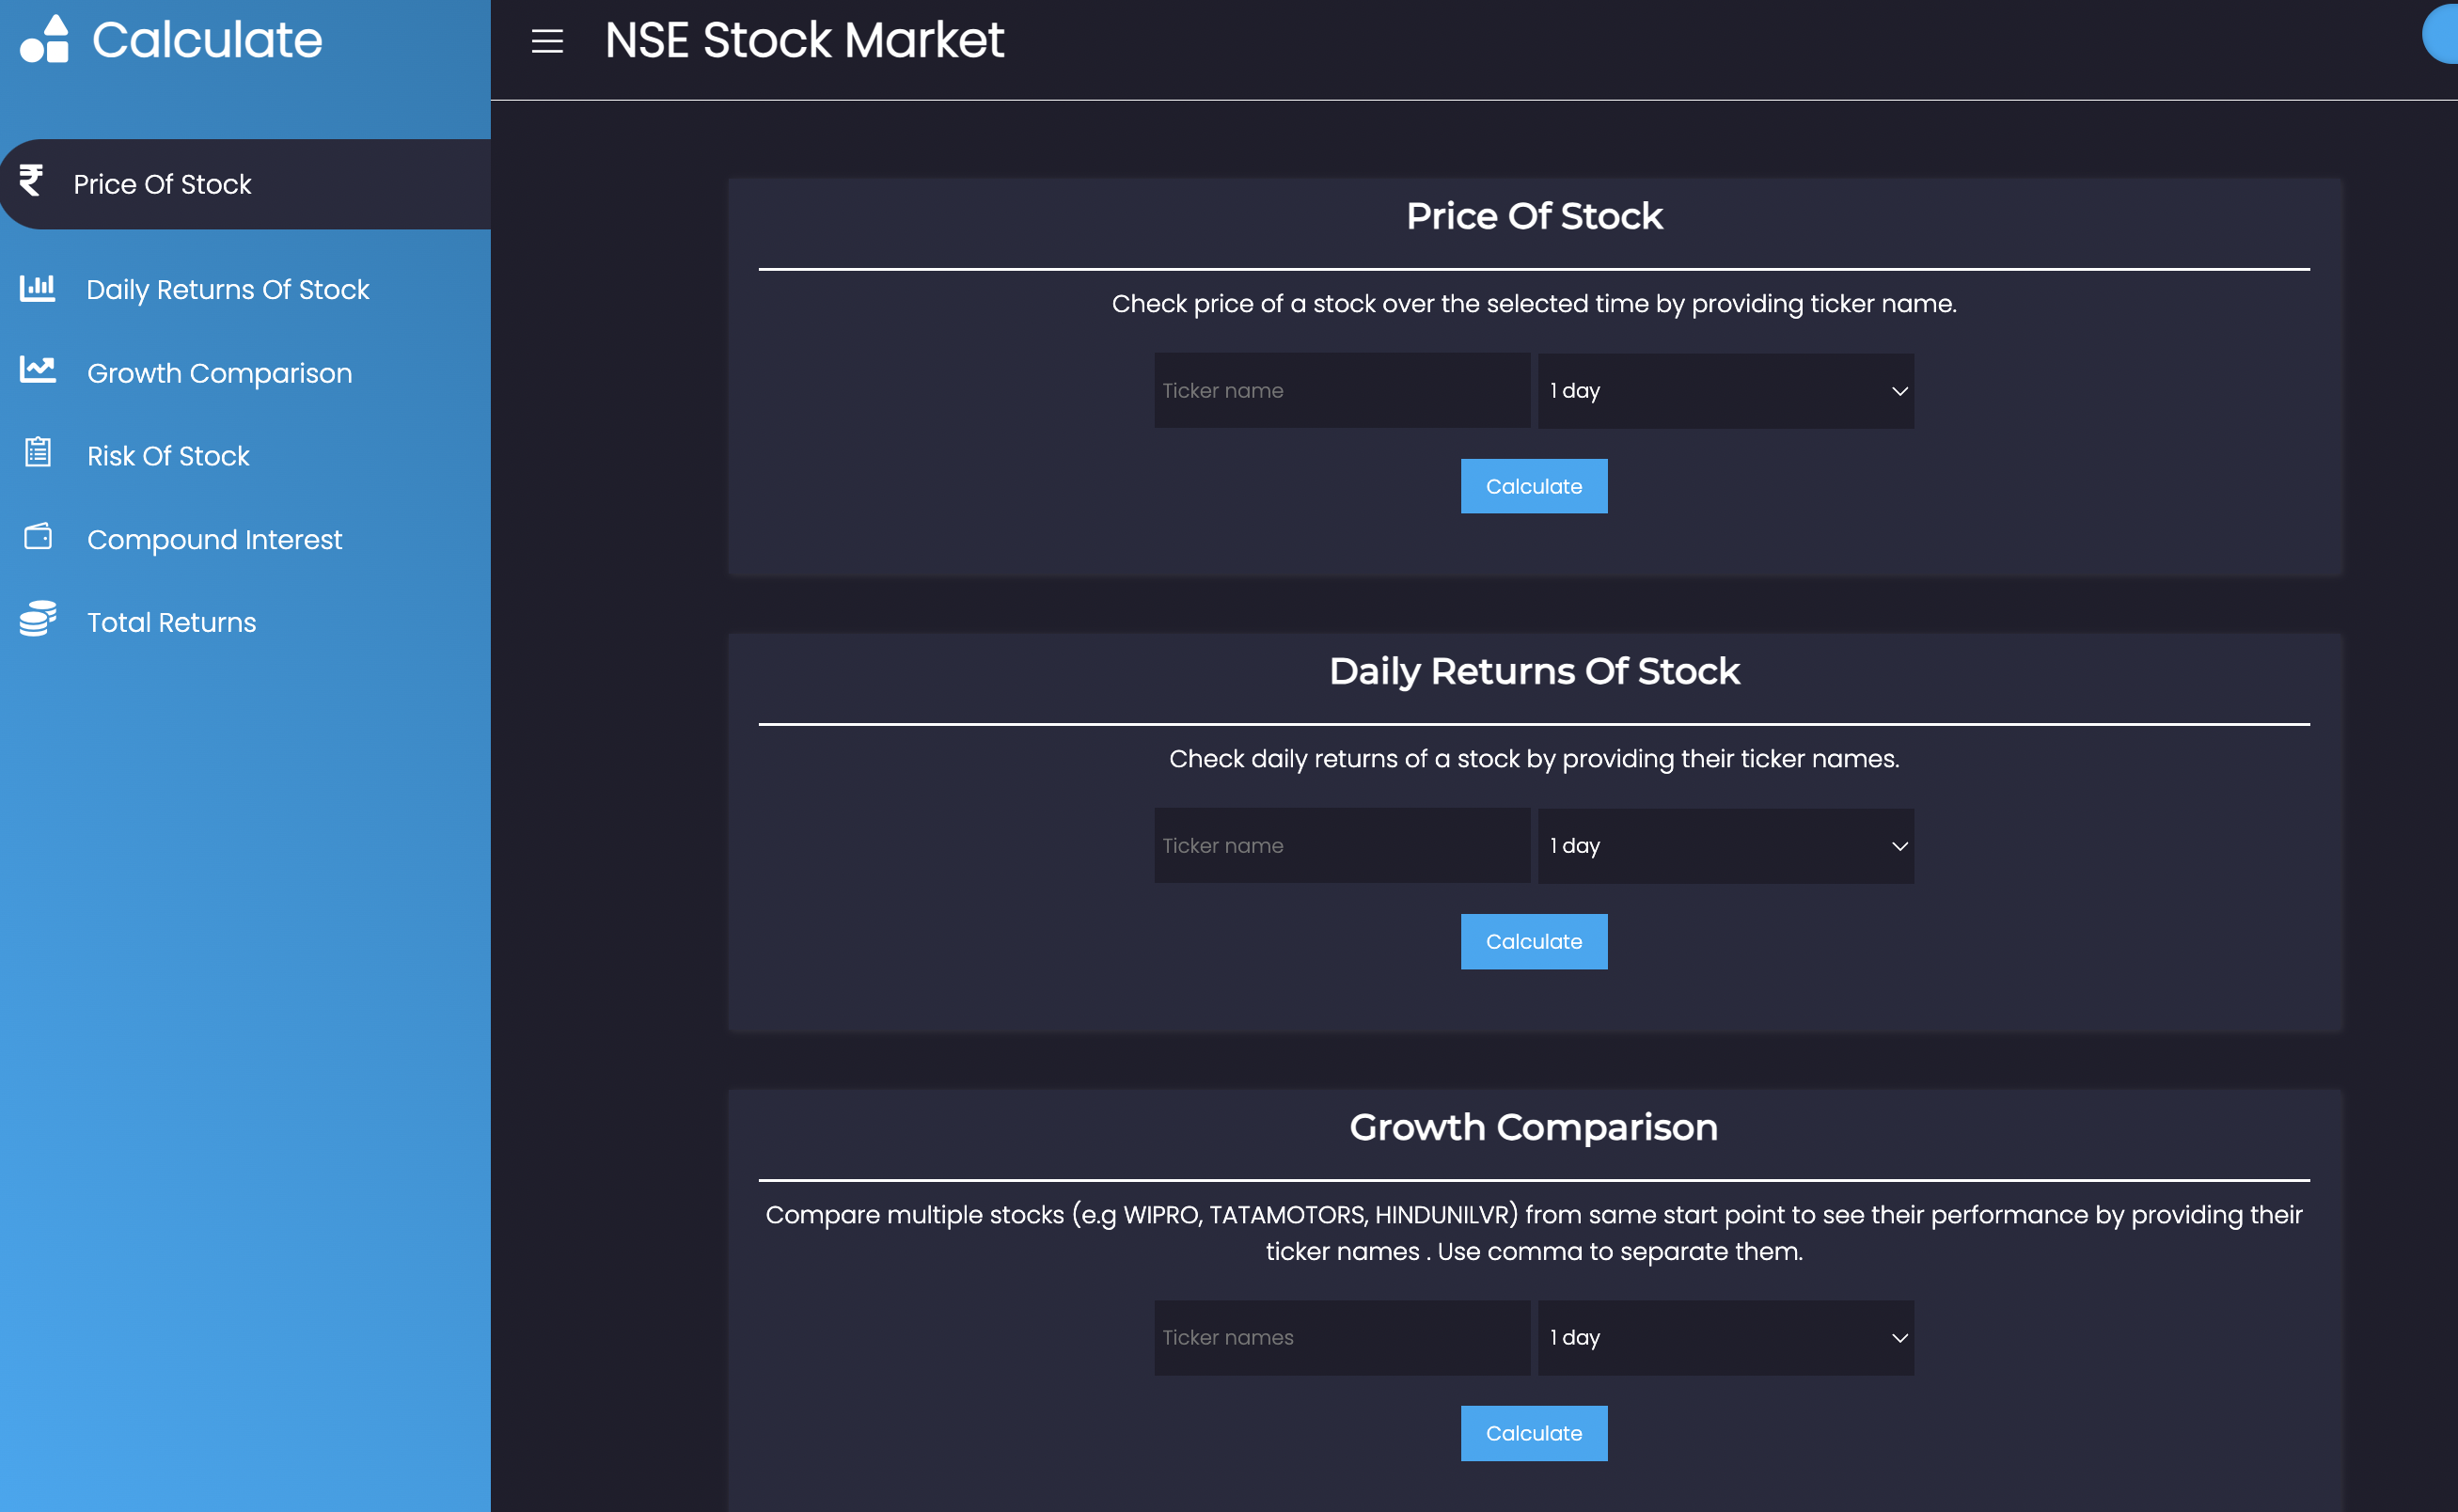 Calculate
Price Of Stock
Daily Returns Of Stock
Growth Comparison
Risk Of Stock
Compound Interest
Total Returns
NSE Stock Market
Price Of Stock
Check price of a stock over the selected time by providing ticker name.
Ticker name
1 day
Calculate
Daily Returns Of Stock
Check daily returns of a stock by providing their ticker names.
Ticker name
1 day
Calculate
Growth Comparison
Compare multiple stocks (e.g WIPRO, TATAMOTORS, HINDUNILVR) from same start point to see their performance by providing their
ticker names . Use comma to separate them.
Ticker names
1 day
Calculate